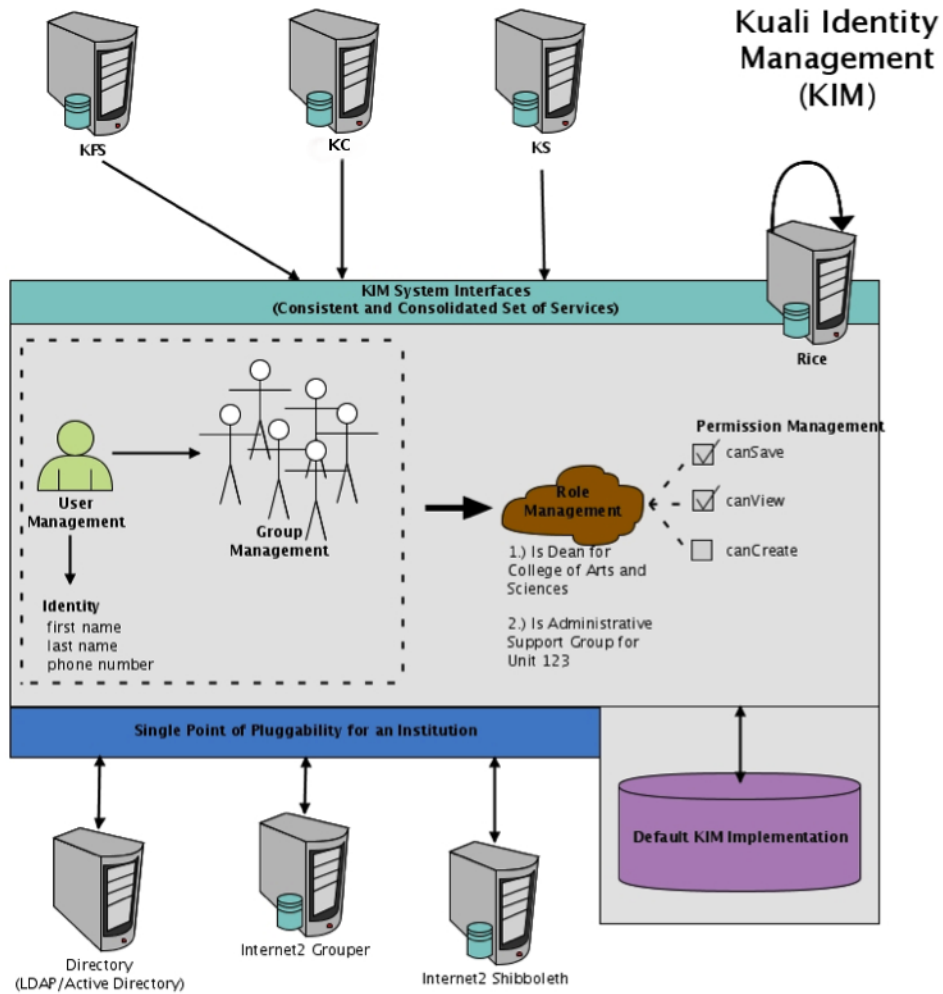 Kuali Identity
Management
(KIM)
KFS
KC
KS
KIM System Interfaces
(Consistent and Consolidated Set of Services)
Rice
Permission Management
canSave
canView
canCreate
User
Management
Group
Management
Role
Management
1.) Is Dean for
College of Arts and
Sciences
2.) Is Administrative
Support Group for
Unit 123
Identity
first name
last name
phone number
Single Point of Pluggability for an Institution
Default KIM Implementation
Directory
(LDAP/Active Directory)
Internet2 Grouper
Internet2 Shibboleth